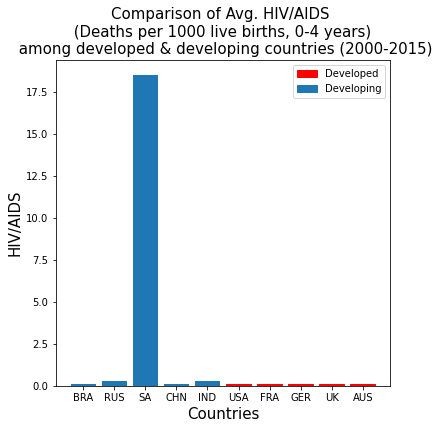 Comparison of Avg. HIV/AIDS
(Deaths per 1000 live births, 0-4 years)
among developed & developing countries (2000-2015)
Developed
Developing
17.5
15.0
12.5
10.0
7.5
5.0
2.5
0.0
HIV/AIDS
BRA RUS SA CHN IND USA FRA GER UK AUS
Countries